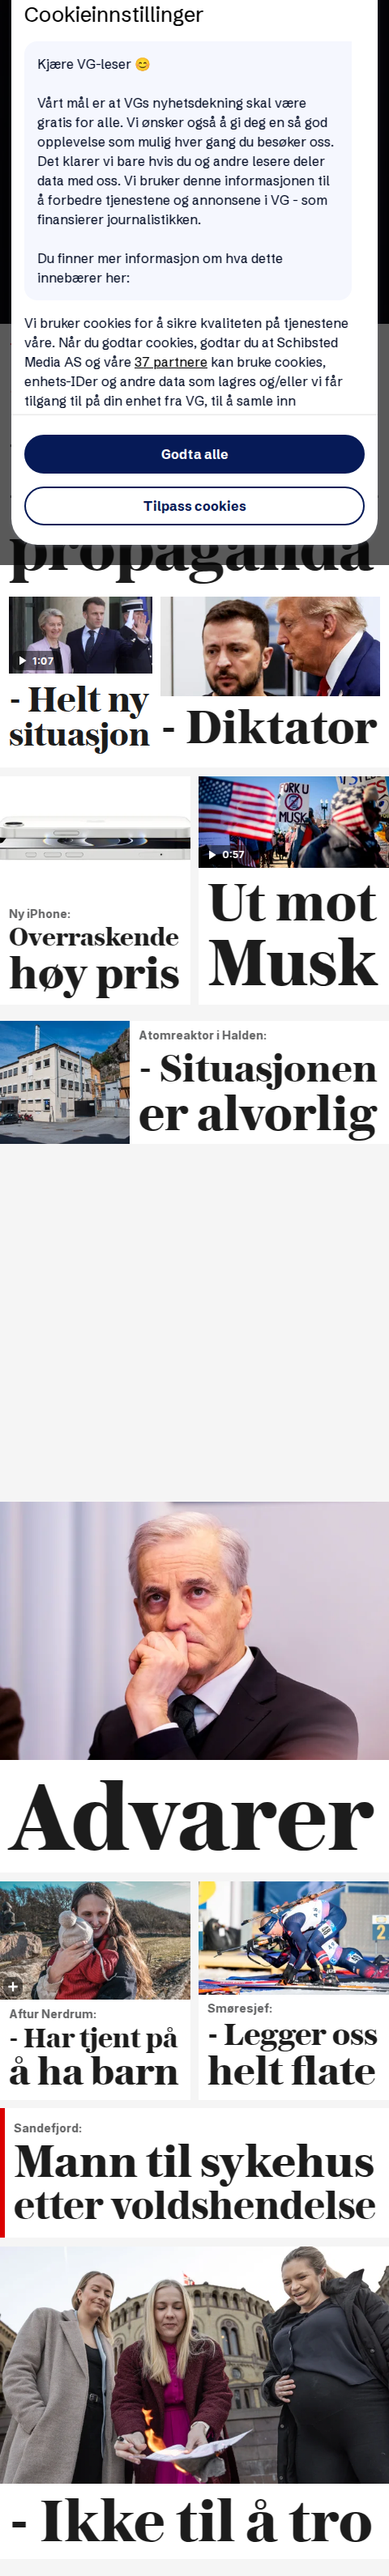 Cookieinnstillinger
Kjære VG-leser 😊
Vårt mål er at VGs nyhetsdekning skal være
gratis for alle. Vi ønsker også å gi deg en så god
opplevelse som mulig hver gang du besøker oss.
Det klarer vi bare hvis du og andre lesere deler
data med oss. Vi bruker denne informasjonen til
å forbedre tjenestene og annonsene i VG - som
finansierer journalistikken.
Du finner mer informasjon om hva dette
innebærer her:
Vi bruker cookies for å sikre kvaliteten på tjenestene
våre. Når du godtar cookies, godtar du at Schibsted
Media AS og våre 37 partnere kan bruke cookies,
enhets-IDer og andre data som lagres og/eller vi får
tilgang til på din enhet fra VG, til å samle inn
Godta alle
Tilpass cookies
propaganda
1:07
- Helt ny
situasjon
- Diktator
Ny iPhone:
Overraskende
høy pris
MUSK
0:57
Ut mot
Musk
Atomreaktor i Halden:
- Situasjonen
er alvorlig
Advarer
Aftur Nerdrum:
- Har tjent på
å ha barn
2
Smøresjef:
- Legger oss
helt flate
Sandefjord:
Mann til sykehus
etter voldshendelse
- Ikke til å tro